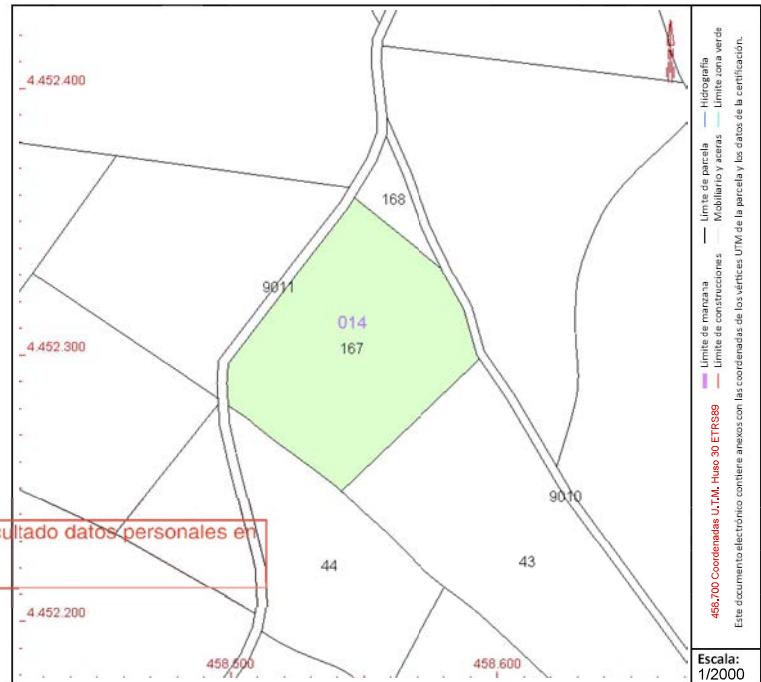 4.452.400
168
9011
014
167
4.452.300
9010
ultado datos personales en
44
43
4.452.200
458.500
458.600
Límite de manzana Límite de parcela Hidrografía
Límite de construcciones Mobiliario y aceras Límite zona verde
458.700 Coordenadas U.T.M. Huso 30 ETRS89
Este documento electrónico contiene anexos con las coordenadas de los vértices UTM de la parcela y los datos de la certificación.
Escala:
1/2000